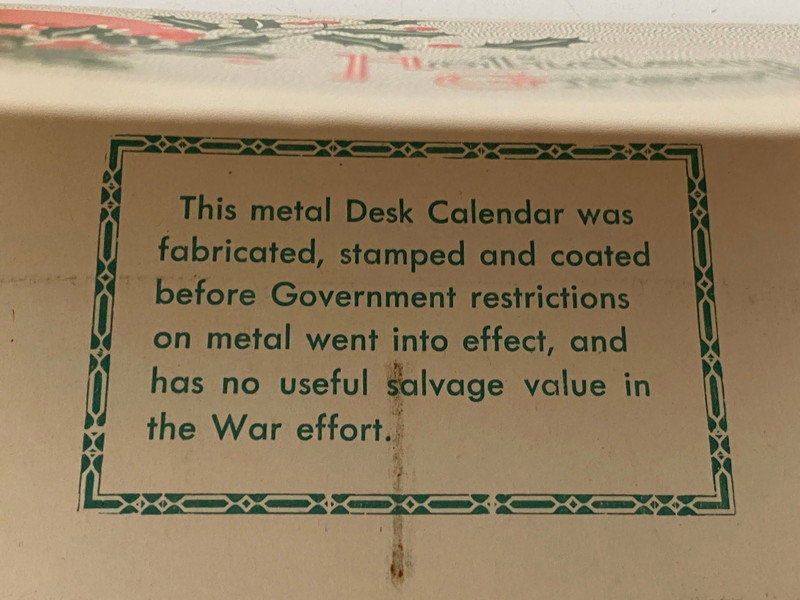 This metal Desk Calendar was
fabricated, stamped and coated
before Government restrictions
on metal went into effect, and
has no useful salvage value in
the War effort.